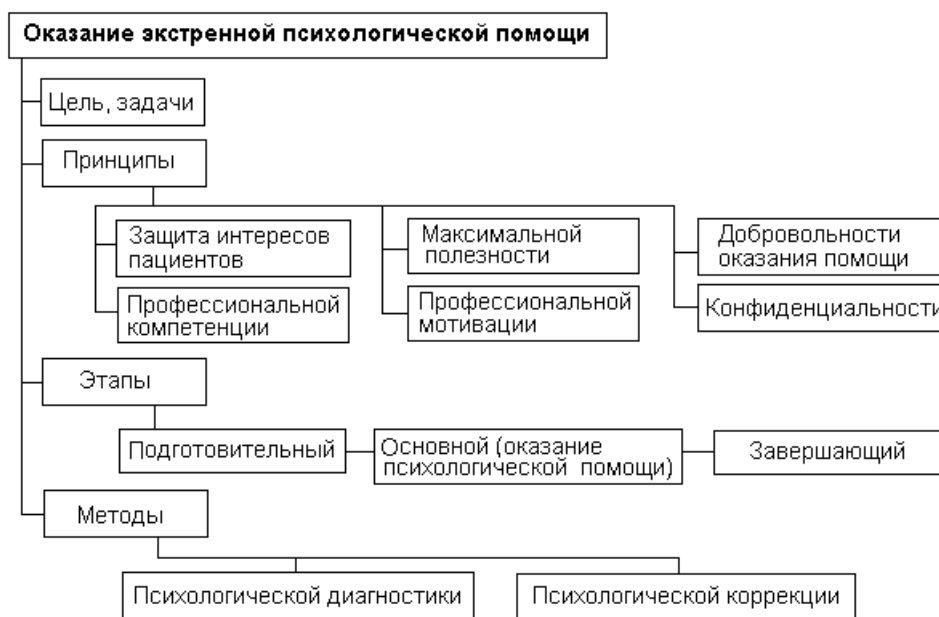 Оказание экстренной психологической помощи
Цель, задачи
Принципы
Защита интересов
пациентов
Максимальной
полезности
Добровольности
оказания помощи
Профессиональной
компетенции
Профессиональной
мотивации
Конфиденциальности
Этапы
Подготовительный
Основной (оказание
психологической помощи)
Завершающий
Методы
Психологической диагностики
Психологической коррекции